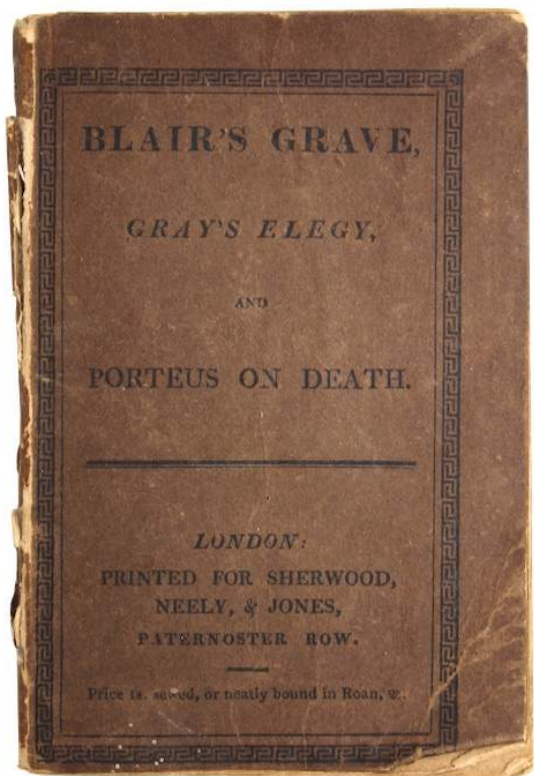 BLAIR'S GRAVE,
GRAY'S ELEGY,
AND
PORTEUS ON DEATH.
LONDON:
PRINTED FOR SHERWOOD,
NEELY, & JONES,
PATERNOSTER ROW.
Price 1s. sewed, or neatly bound in Roan,